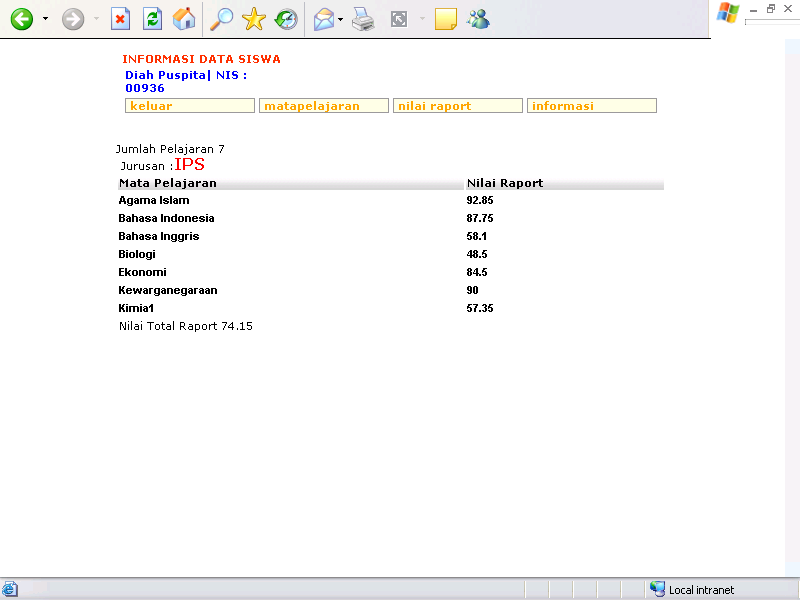 INFORMASI DATA SISWA
Diah Puspita| NIS :
00936
keluar matapelajaran nilai raport informasi
Jumlah Pelajaran 7
Jurusan :IPS
Mata Pelajaran Nilai Raport
Agama Islam 92.85
Bahasa Indonesia 87.75
Bahasa Inggris 58.1
Biologi 48.5
Ekonomi 84.5
Kewarganegaraan 90
Kimia1 57.35
Nilai Total Raport 74.15
Local intranet